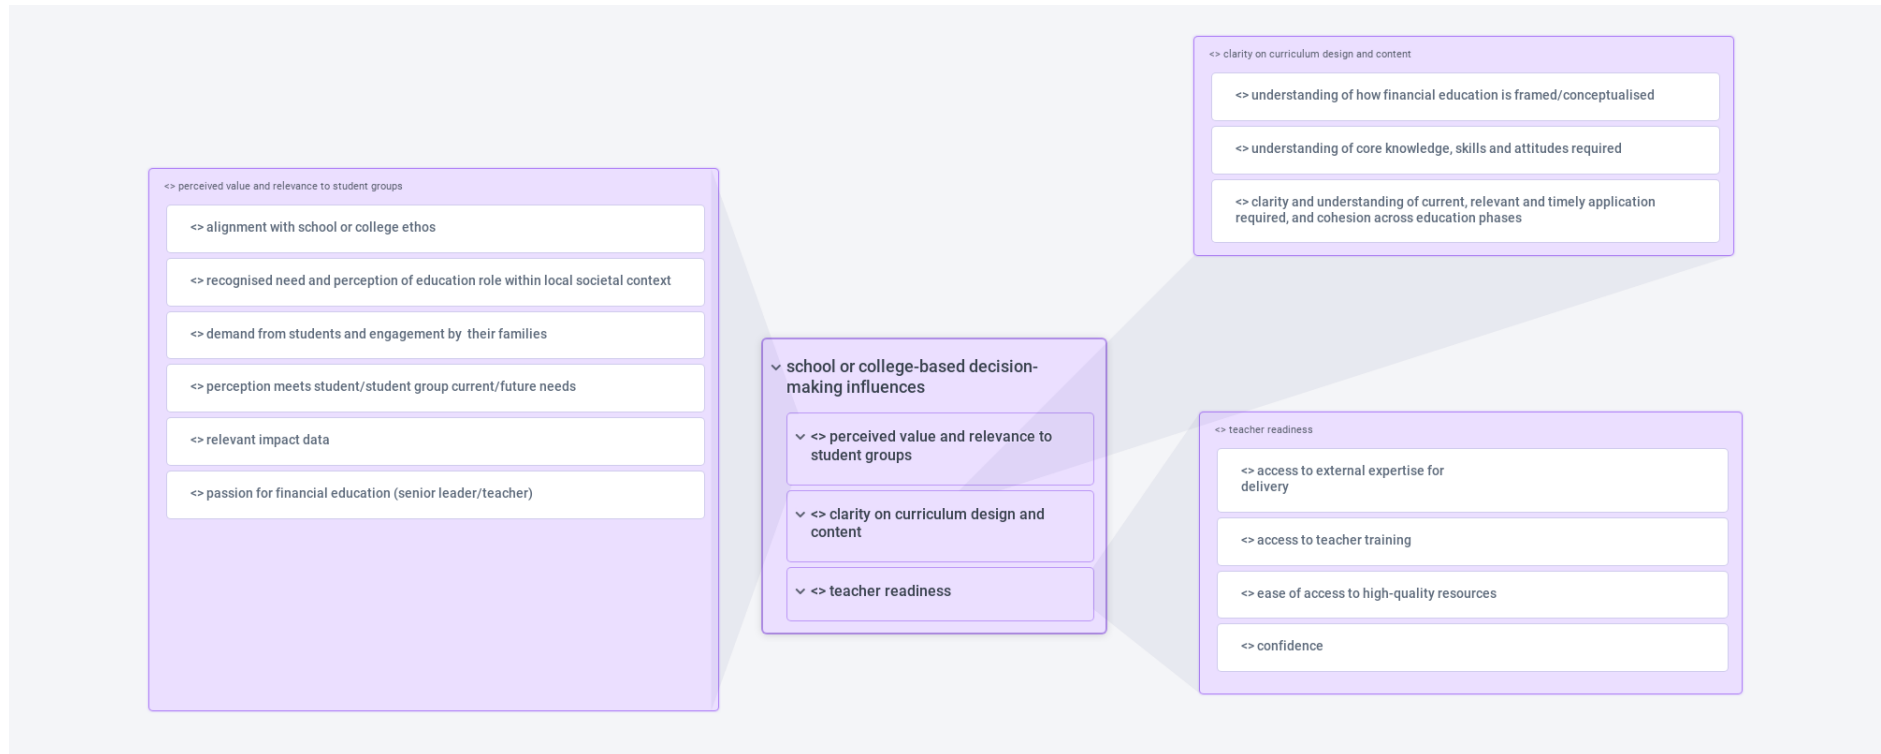 <> clarity on curriculum design and content
<> understanding of how financial education is framed/conceptualised
<> understanding of core knowledge, skills and attitudes required
<> clarity and understanding of current, relevant and timely application
required, and cohesion across education phases
<> perceived value and relevance to student groups
<> alignment with school or college ethos
<> recognised need and perception of education role within local societal context
<> demand from students and engagement by  their families
<> perception meets student/student group current/future needs
<> relevant impact data
<> passion for financial education (senior leader/teacher)
school or college-based decision-
making influences
<> perceived value and relevance to
student groups
<> clarity on curriculum design and
content
<> teacher readiness
<> teacher readiness
<> access to external expertise for
delivery
<> access to teacher training
<> ease of access to high-quality resources
<> confidence